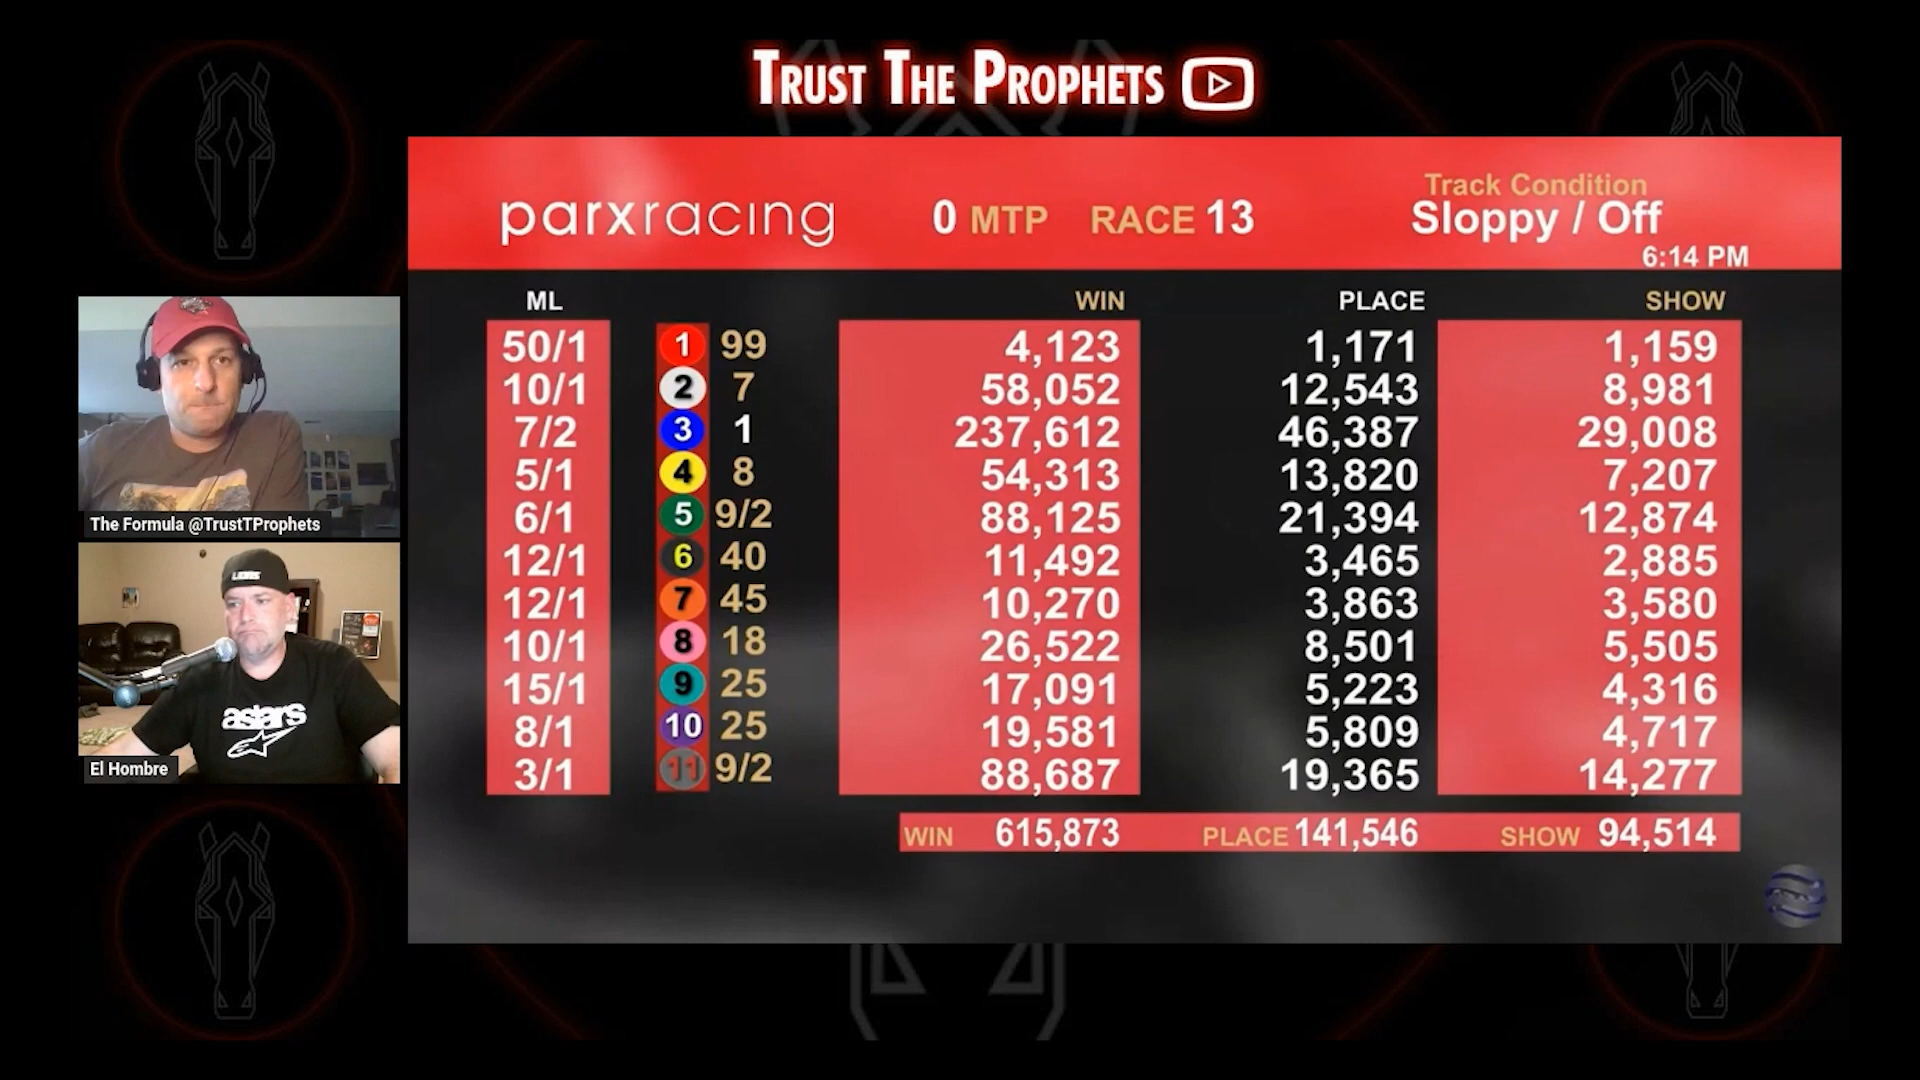 TRUST THE PROPHETS
parxracing 0 MTP RACE 13 Track Condition
Sloppy / Off
6:14 PM
ML WIN PLACE SHOW
50/1 1 99 4,123 1,171 1,159
10/1 2 7 58,052 12,543 8,981
7/2 3 1 237,612 46,387 29,008
5/1 4 8 54,313 13,820 7,207
6/1 5 9/2 88,125 21,394 12,874
12/1 6 40 11,492 3,465 2,885
12/1 7 45 10,270 3,863 3,580
10/1 8 18 26,522 8,501 5,505
15/1 9 25 17,091 5,223 4,316
8/1 10 25 19,581 5,809 4,717
3/1 11 9/2 88,687 19,365 14,277
WIN 615,873 PLACE 141,546 SHOW 94,514
The Formula @TrustTProphets
LIONS
astars
El Hombre